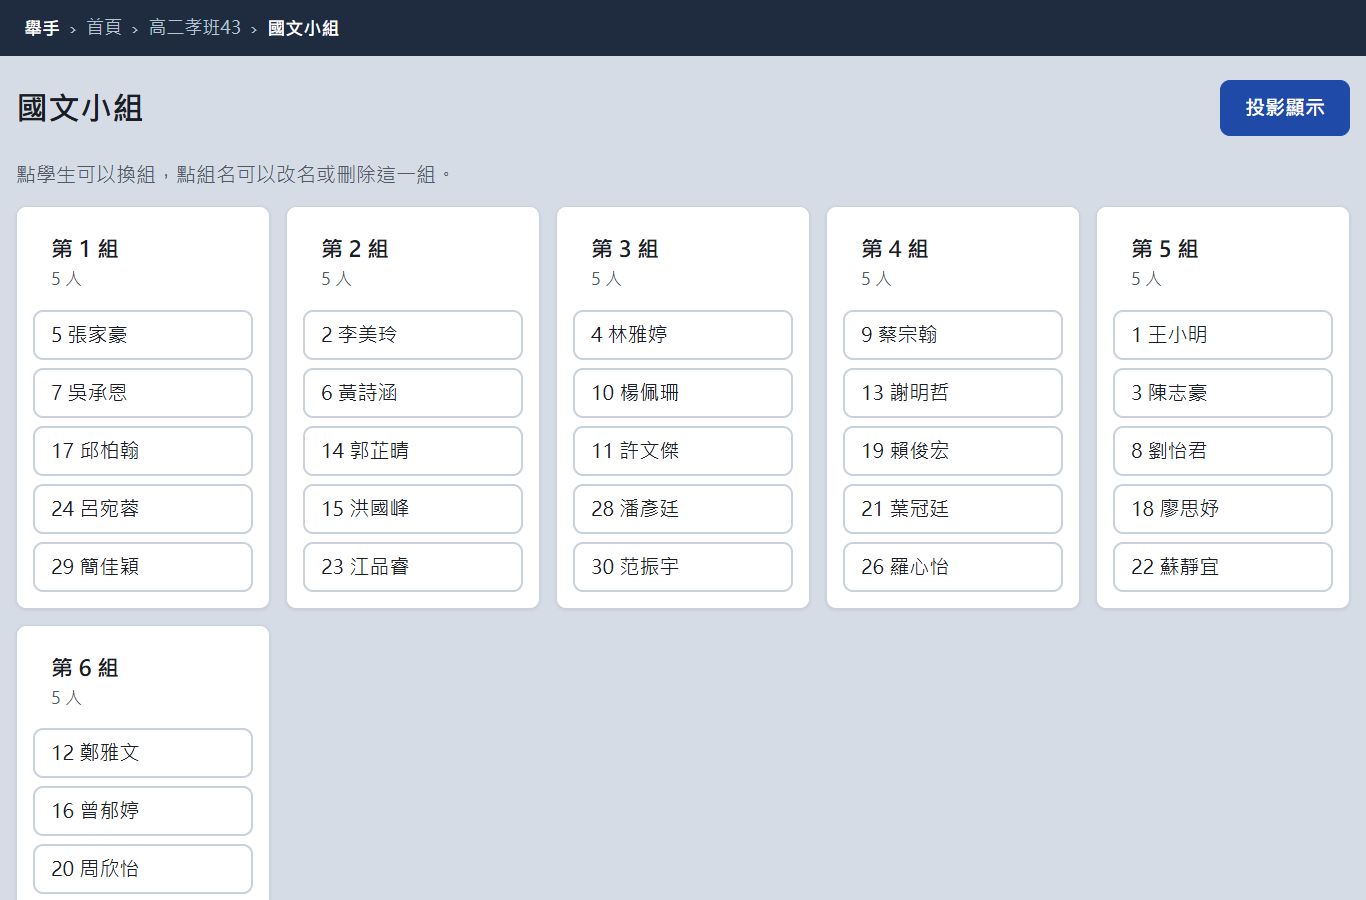 舉手 › 首頁 › 高二孝班43 › 國文小組
國文小組
投影顯示
點學生可以換組，點組名可以改名或刪除這一組。
第 1 組
5 人
5 張家豪
7 吳承恩
17 邱柏翰
24 呂宛蓉
29 簡佳穎
第 2 組
5 人
2 李美玲
6 黃詩涵
14 郭芷晴
15 洪國峰
23 江品睿
第 3 組
5 人
4 林雅婷
10 楊佩珊
11 許文傑
28 潘彥廷
30 范振宇
第 4 組
5 人
9 蔡宗翰
13 謝明哲
19 賴俊宏
21 葉冠廷
26 羅心怡
第 5 組
5 人
1 王小明
3 陳志豪
8 劉怡君
18 廖思妤
22 蘇靜宜
第 6 組
5 人
12 鄭雅文
16 曾郁婷
20 周欣怡